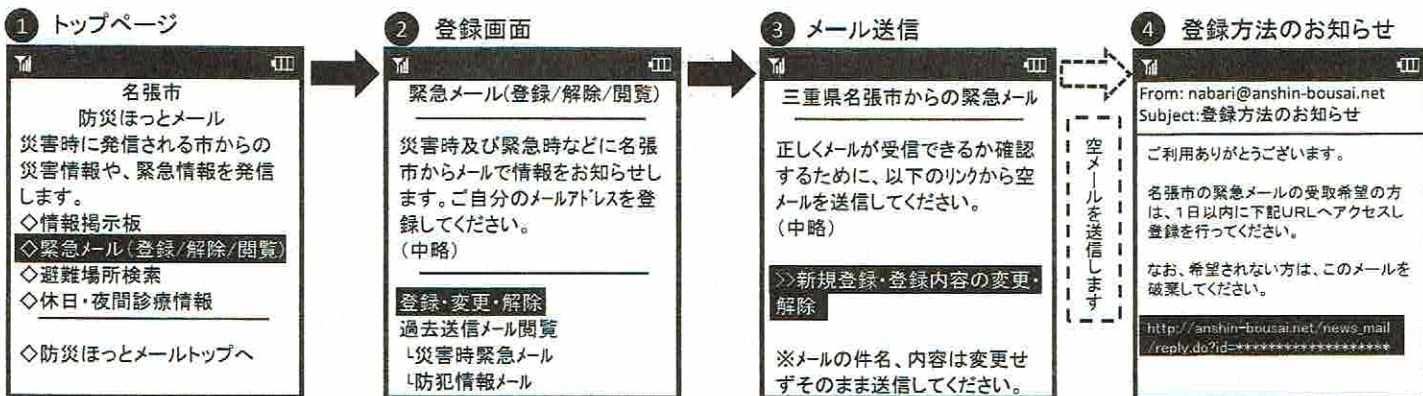 1 トップページ
名張市
防災ほっとメール
災害時に発信される市からの
災害情報や、緊急情報を発信
します。
◇情報掲示板
◇緊急メール(登録/解除/閲覧)
◇避難場所検索
◇休日・夜間診療情報
◇防災ほっとメールトップへ
2 登録画面
緊急メール(登録/解除/閲覧)
災害時及び緊急時などに名張
市からメールで情報をお知らせし
ます。ご自分のメールアドレスを登
録してください。
(中略)
登録・変更・解除
過去送信メール閲覧
└災害時緊急メール
└防犯情報メール
3 メール送信
三重県名張市からの緊急メール
正しくメールが受信できるか確認
するために、以下のリンクから空
メールを送信してください。
(中略)
>>新規登録・登録内容の変更・
解除
※メールの件名、内容は変更せ
ずそのまま送信してください。
空メールを送信します
4 登録方法のお知らせ
From: nabari@anshin-bousai.net
Subject:登録方法のお知らせ
ご利用ありがとうございます。
名張市の緊急メールの受取希望の方
は、1日以内に下記URLへアクセスし
登録を行ってください。
なお、希望されない方は、このメールを
破棄してください。
http://anshin-bousai.net/news_mail
/reply.do?id=*******************